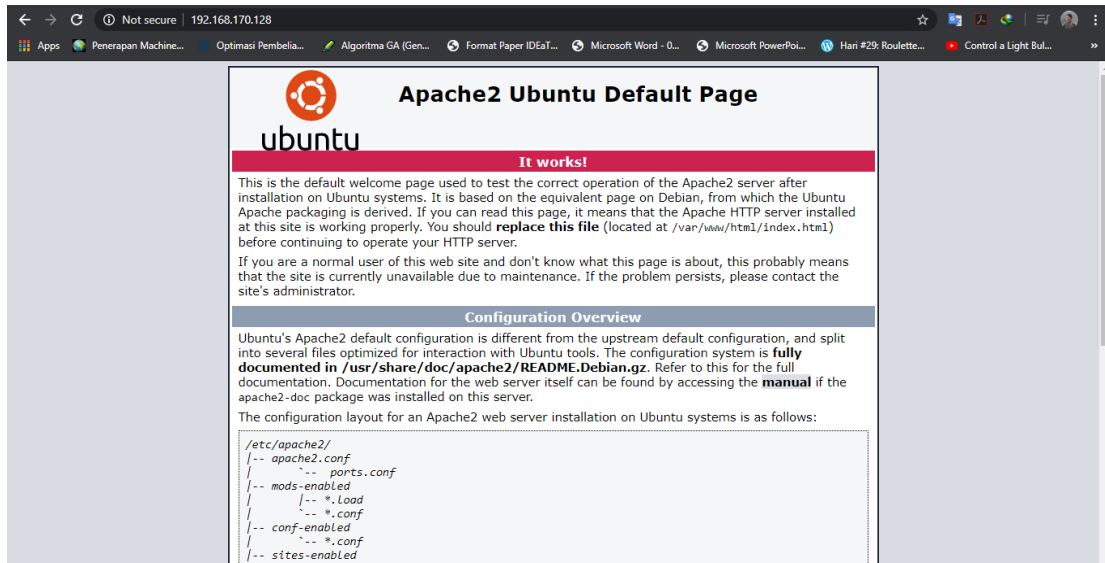 Not secure | 192.168.170.128
Apps Penerapan Machine... Optimasi Pembelia... Algoritma GA (Gen... Format Paper IDEaT... Microsoft Word - 0... Microsoft PowerPoi... Hari #29: Roulette... Control a Light Bul... »
ubuntu
Apache2 Ubuntu Default Page
It works!
This is the default welcome page used to test the correct operation of the Apache2 server after
installation on Ubuntu systems. It is based on the equivalent page on Debian, from which the Ubuntu
Apache packaging is derived. If you can read this page, it means that the Apache HTTP server installed
at this site is working properly. You should replace this file (located at /var/www/html/index.html)
before continuing to operate your HTTP server.
If you are a normal user of this web site and don't know what this page is about, this probably means
that the site is currently unavailable due to maintenance. If the problem persists, please contact the
site's administrator.
Configuration Overview
Ubuntu's Apache2 default configuration is different from the upstream default configuration, and split
into several files optimized for interaction with Ubuntu tools. The configuration system is fully
documented in /usr/share/doc/apache2/README.Debian.gz. Refer to this for the full
documentation. Documentation for the web server itself can be found by accessing the manual if the
apache2-doc package was installed on this server.
The configuration layout for an Apache2 web server installation on Ubuntu systems is as follows:
/etc/apache2/
|-- apache2.conf
|       `--  ports.conf
|-- mods-enabled
|       |-- *.load
|       `-- *.conf
|-- conf-enabled
|       `-- *.conf
|-- sites-enabled